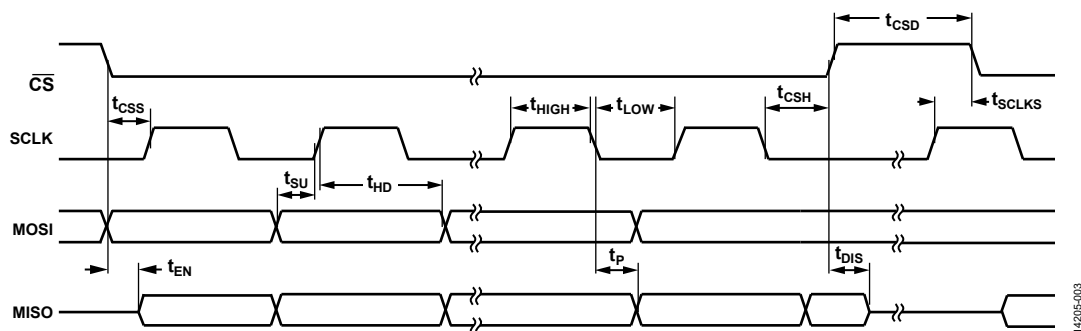 tCSD
CS
tCSS
tHIGH
tLOW
tCSH
tSCLKS
SCLK
tSU
tHD
MOSI
tEN
tP
tDIS
MISO
14205-003